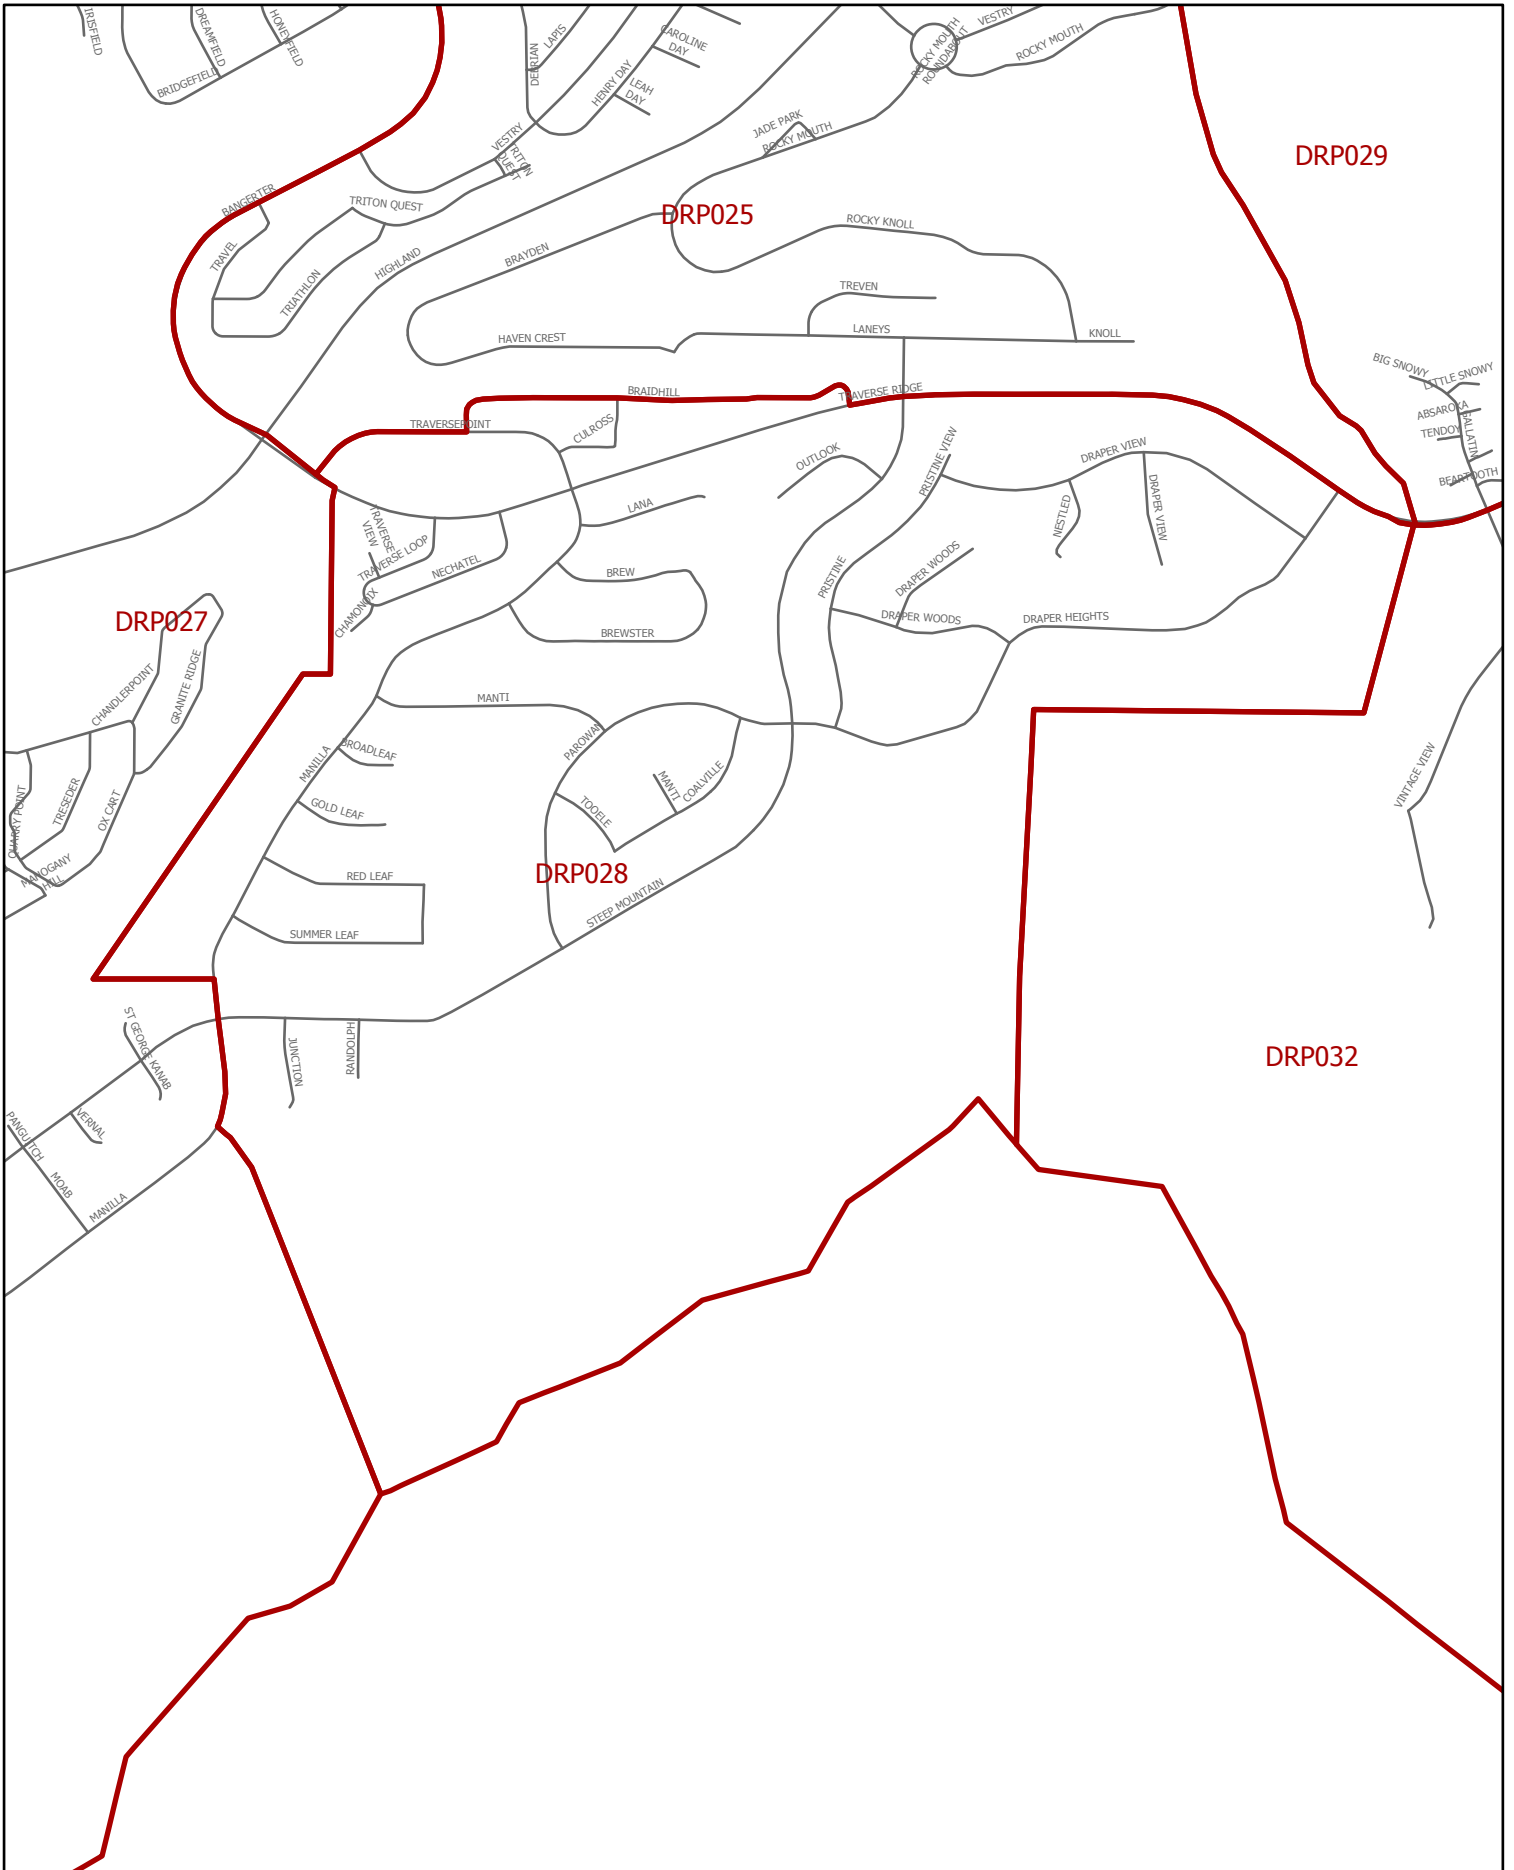 IRISFIELD
DREAMFIELD
HONEYFIELD
BRIDGEFIELD
DEBRIAN
LAPIS
CAROLINE
DAY
HENRY DAY
LEAH
DAY
VESTRY
ROCKY MOUTH
ROUNDABOUT
ROCKY MOUTH
JADE PARK
ROCKY MOUTH
VESTRY
TRITON
QUEST
DRP029
BANGERTER
TRITON QUEST
DRP025
ROCKY KNOLL
TRAVEL
HIGHLAND
BRAYDEN
TRIATHLON
TREVEN
LANEYS
KNOLL
HAVEN CREST
BIG SNOWY
LITTLE SNOWY
BRAIDHILL
TRAVERSE RIDGE
ABSAROKA
GALLATIN
TENDOY
TRAVERSEPOINT
CULROSS
OUTLOOK
PRISTINE VIEW
DRAPER VIEW
BEARTOOTH
DRAPER VIEW
LANA
NESTLED
TRAVERSE
VIEW
TRAVERSE LOOP
NECHATEL
BREW
PRISTINE
DRAPER WOODS
CHAMONOIX
DRP027
BREWSTER
DRAPER WOODS
DRAPER HEIGHTS
CHANDLERPOINT
GRANITE RIDGE
MANTI
PAROWAN
MANILLA
BROADLEAF
VINTAGE VIEW
QUARRY POINT
TRESEDER
OX CART
GOLD LEAF
TOOELE
MANTI
COALVILLE
MAHOGANY
HILL
RED LEAF
DRP028
STEEP MOUNTAIN
SUMMER LEAF
ST GEORGE
KANAB
JUNCTION
RANDOLPH
DRP032
PANGUITCH
VERNAL
MOAB
MANILLA